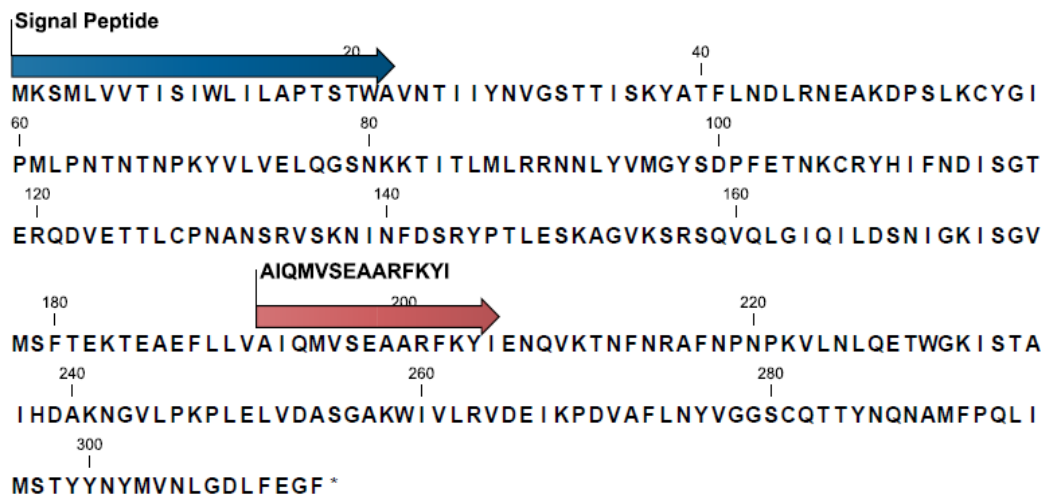 Signal Peptide
20 40
MKSMLVVTISIWLILAPTSTWAVNTIIYNVGSTTISKYATFLNDLRNEAKDPSLKCYGI
60 80 100
PMLPNTNTNPKYVLVELQGSNKKTITLMLRRNNLYVMGYSDPFETNKCRYHIFNDISGT
120 140 160
ERQDVETTLCPNANSRVSKNINFDSRYPTLESKAGVKSRSQVQLGIQILDSNIGKISGV
AIQMVSEAARFKYI
180 200 220
MSFTEKTEAEFLLVAIQMVSEAARFKYIENQVKTNFNRAFNPNPKVLNLQETWGKISTA
240 260 280
IHDAKNGVLPKPLELVDASGAKWIVLRVDEIKPDVAFLNYVGGSCQTTYNQNAMFPQLI
300
MSTYYNYMVNLGDLFEGF *